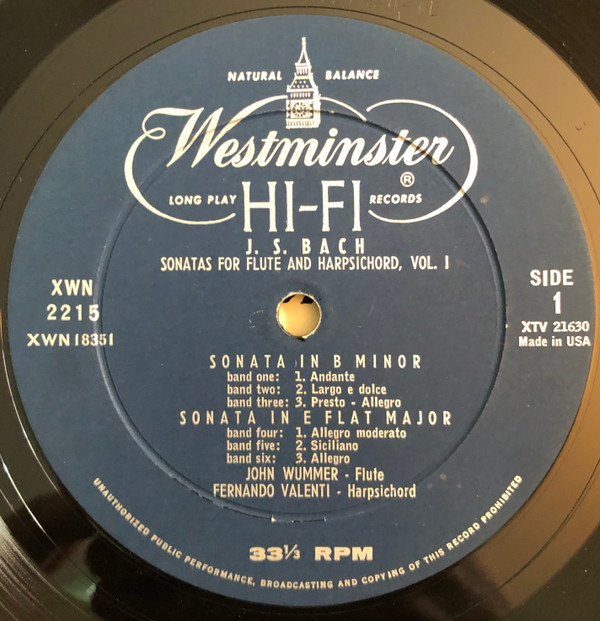 NATURAL BALANCE
Westminster ®
LONG PLAY HI-FI RECORDS
J. S. BACH
SONATAS FOR FLUTE AND HARPSICHORD, VOL. I
XWN
2215
XWN 18351
SIDE
1
XTV 21630
Made in USA
SONATA IN B MINOR
band one: 1. Andante
band two: 2. Largo e dolce
band three: 3. Presto - Allegro
SONATA IN E FLAT MAJOR
band four: 1. Allegro moderato
band five: 2. Siciliano
band six: 3. Allegro
JOHN WUMMER - Flute
FERNANDO VALENTI - Harpsichord
33⅓ RPM
UNAUTHORIZED PUBLIC PERFORMANCE, BROADCASTING AND COPYING OF THIS RECORD PROHIBITED